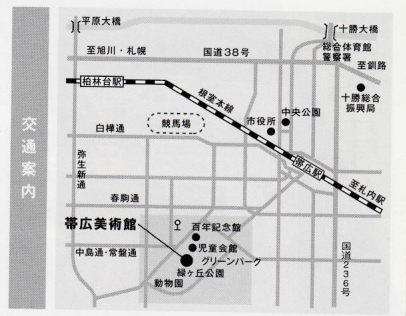 交通案内
平原大橋
十勝大橋
至旭川・札幌
国道38号
総合体育館
警察署
至釧路
柏林台駅
根室本線
十勝総合
振興局
中央公園
市役所
競馬場
白樺通
弥生新通
帯広駅
至札内駅
春駒通
帯広美術館
百年記念館
児童会館
グリーンパーク
中島通・常盤通
緑ヶ丘公園
動物園
国道236号